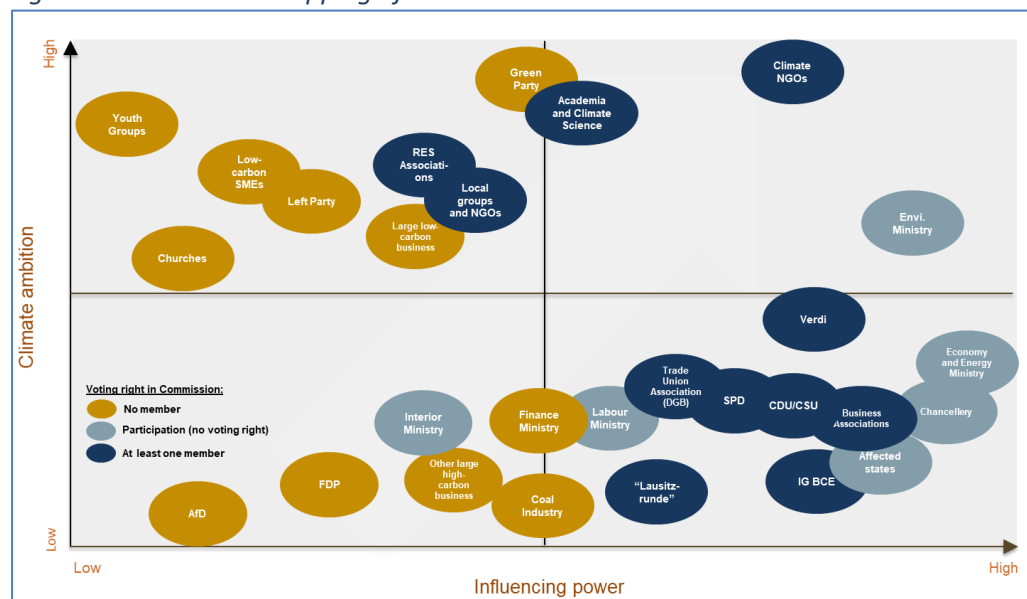 High
Green
Party
Climate
NGOs
Academia
and Climate
Science
Youth
Groups
RES
Associati-
ons
Low-
carbon
SMEs
Left Party
Local
groups
and NGOs
Large low-
carbon
business
Envi.
Ministry
Churches
Climate ambition
Verdi
Economy
and Energy
Ministry
Trade
Union
Association
(DGB)
SPD
CDU/CSU
Business
Associations
Chancellery
Voting right in Commission:
No member
Participation (no voting right)
At least one member
Interior
Ministry
Finance
Ministry
Labour
Ministry
Affected
states
Other large
high-
carbon
business
FDP
"Lausitz-
runde"
IG BCE
Coal
Industry
AfD
Low
Low
High
Influencing power